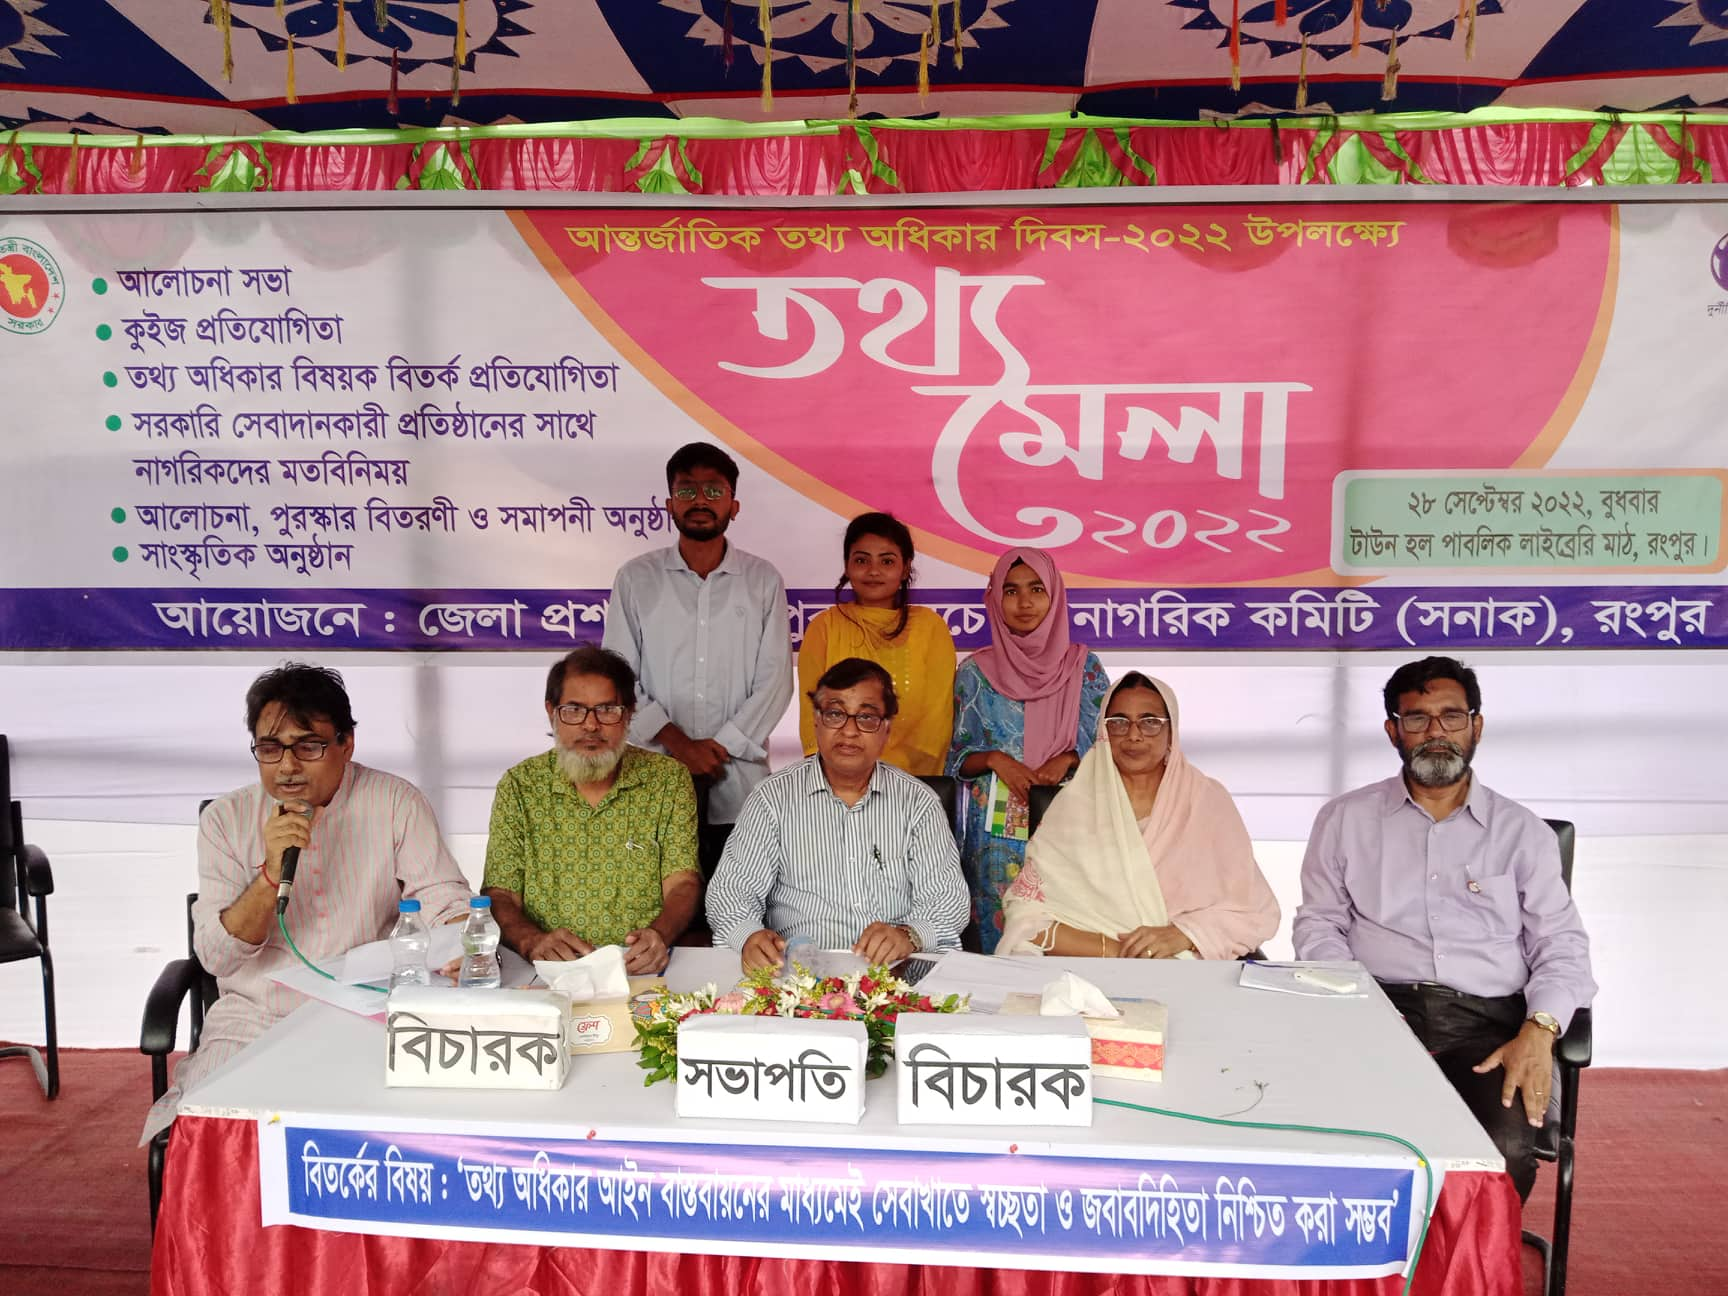 আন্তর্জাতিক তথ্য অধিকার দিবস-২০২২ উপলক্ষ্যে
তথ্য
মেলা
২০২২
সরকার
• আলোচনা সভা
• কুইজ প্রতিযোগিতা
• তথ্য অধিকার বিষয়ক বিতর্ক প্রতিযোগিতা
• সরকারি সেবাদানকারী প্রতিষ্ঠানের সাথে
নাগরিকদের মতবিনিময়
• আলোচনা, পুরস্কার বিতরণী ও সমাপনী অনুষ্ঠা
• সাংস্কৃতিক অনুষ্ঠান
২৮ সেপ্টেম্বর ২০২২, বুধবার
টাউন হল পাবলিক লাইব্রেরি মাঠ, রংপুর।
আয়োজনে : জেলা প্রশ নাগরিক কমিটি (সনাক), রংপুর
বিচারক
সভাপতি
বিচারক
বিতর্কের বিষয় : ‘তথ্য অধিকার আইন বাস্তবায়নের মাধ্যমেই সেবাখাতে স্বচ্ছতা ও জবাবদিহিতা নিশ্চিত করা সম্ভব’